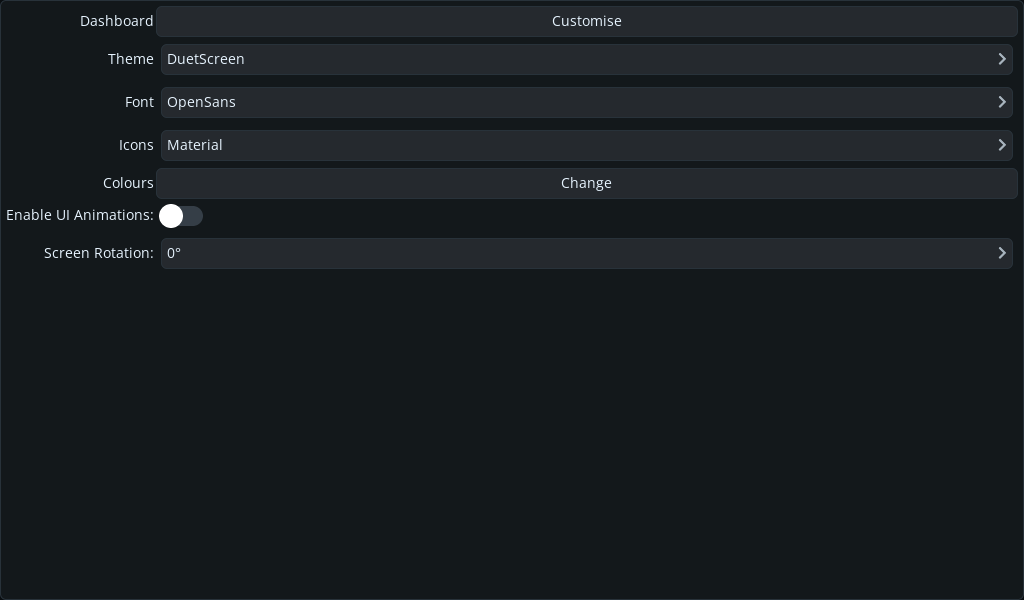 Dashboard Customise
Theme DuetScreen
Font OpenSans
Icons Material
Colours Change
Enable UI Animations:
Screen Rotation: 0°